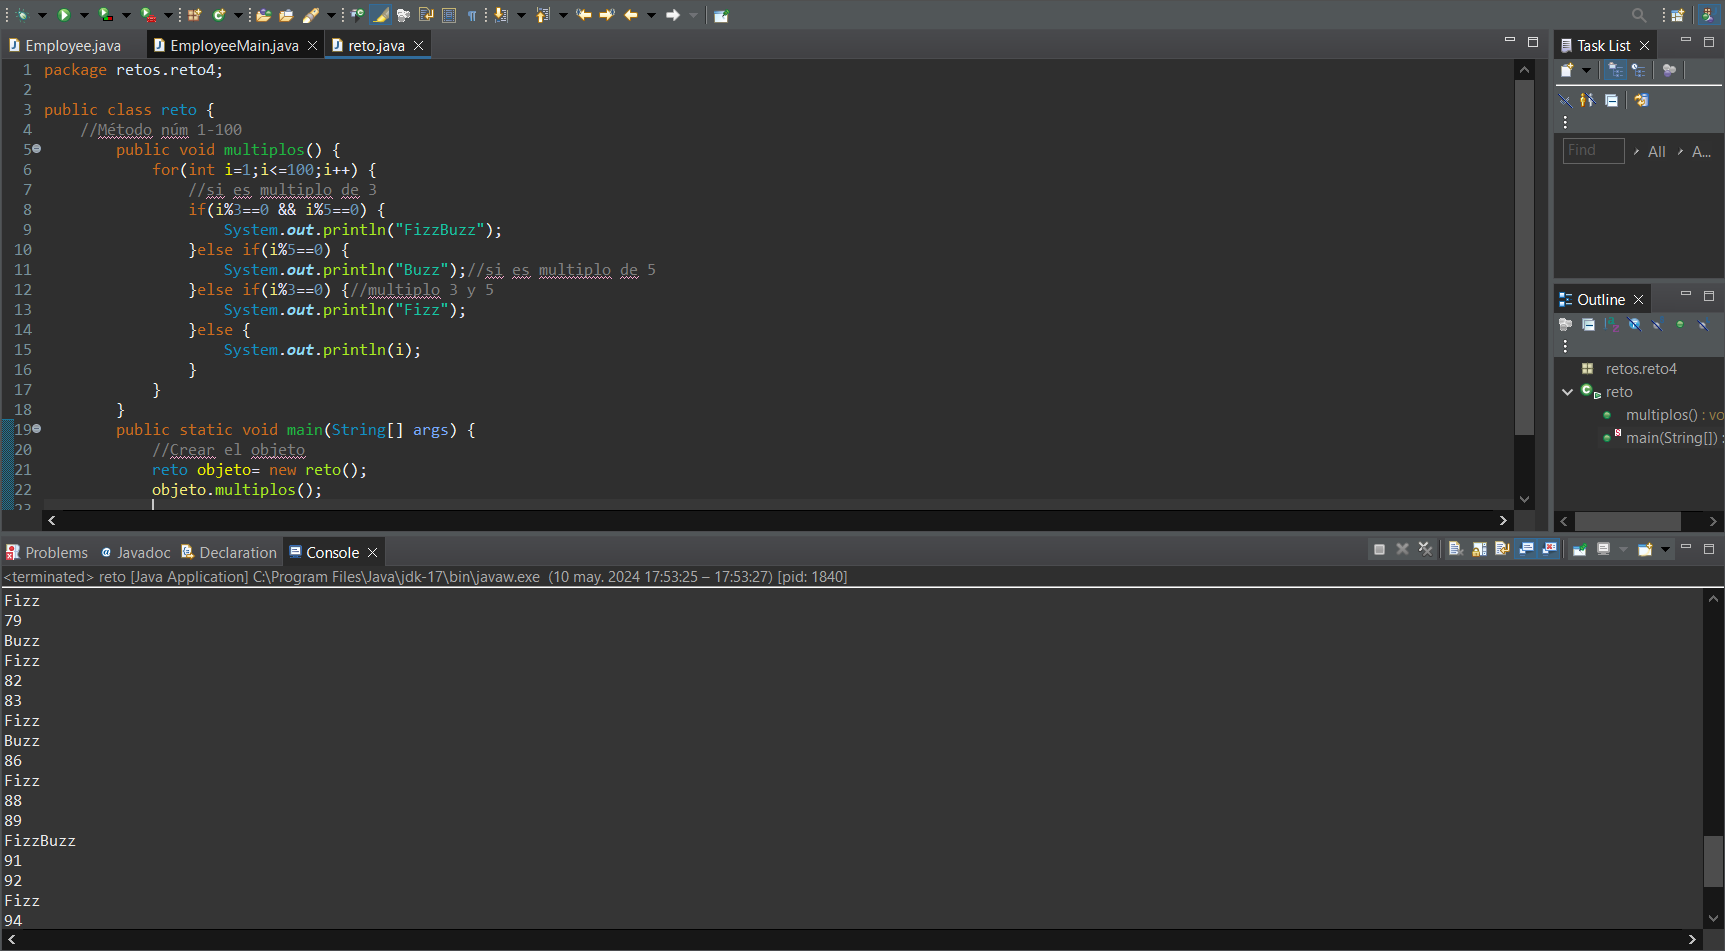 Employee.java
EmployeeMain.java
reto.java
1 package retos.reto4;
2
3 public class reto {
4 //Método núm 1-100
5 public void multiplos() {
6 for(int i=1;i<=100;i++) {
7 //si es multiplo de 3
8 if(i%3==0 && i%5==0) {
9 System.out.println("FizzBuzz");
10 }else if(i%5==0) {
11 System.out.println("Buzz");//si es multiplo de 5
12 }else if(i%3==0) {//multiplo 3 y 5
13 System.out.println("Fizz");
14 }else {
15 System.out.println(i);
16 }
17 }
18 }
19 public static void main(String[] args) {
20 //Crear el objeto
21 reto objeto= new reto();
22 objeto.multiplos();
23
Task List
Find
All
A...
Outline
retos.reto4
reto
multiplos() : vo
main(String[]) :
Problems
Javadoc
Declaration
Console
<terminated> reto [Java Application] C:\Program Files\Java\jdk-17\bin\javaw.exe (10 may. 2024 17:53:25 – 17:53:27) [pid: 1840]
Fizz
79
Buzz
Fizz
82
83
Fizz
Buzz
86
Fizz
88
89
FizzBuzz
91
92
Fizz
94